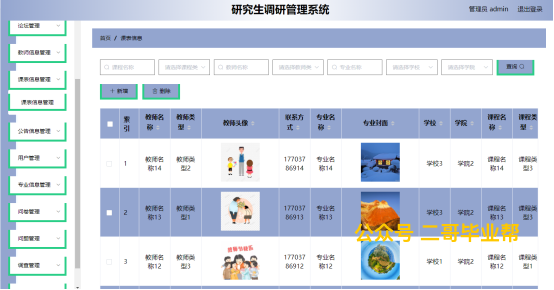 研究生调研管理系统
管理员 admin 退出登录
论坛管理
教师信息管理
课表信息管理
课表信息管理
公告信息管理
用户管理
专业信息管理
问卷管理
问题管理
调查管理
首页 / 课表信息
课程名称 请选择课程类 教师名称 请选择教师类 专业名称 请选择学校 请选择学院 查询
+ 新增 删除
索引 教师名称 教师类型 教师头像 联系方式 专业名称 专业封面 学校 学院 课程名称 课程类型
1 教师名称14 教师类型2 17703786914 专业名称14 学校3 学院2 课程名称14 课程类型3
2 教师名称13 教师类型1 17703786913 专业名称13 学校3 学院2 课程名称13 课程类型1
3 教师名称12 教师类型3 17703786912 专业名称12 学校1 学院2 课程名称12 课程类型3
公众号 二哥毕业帮